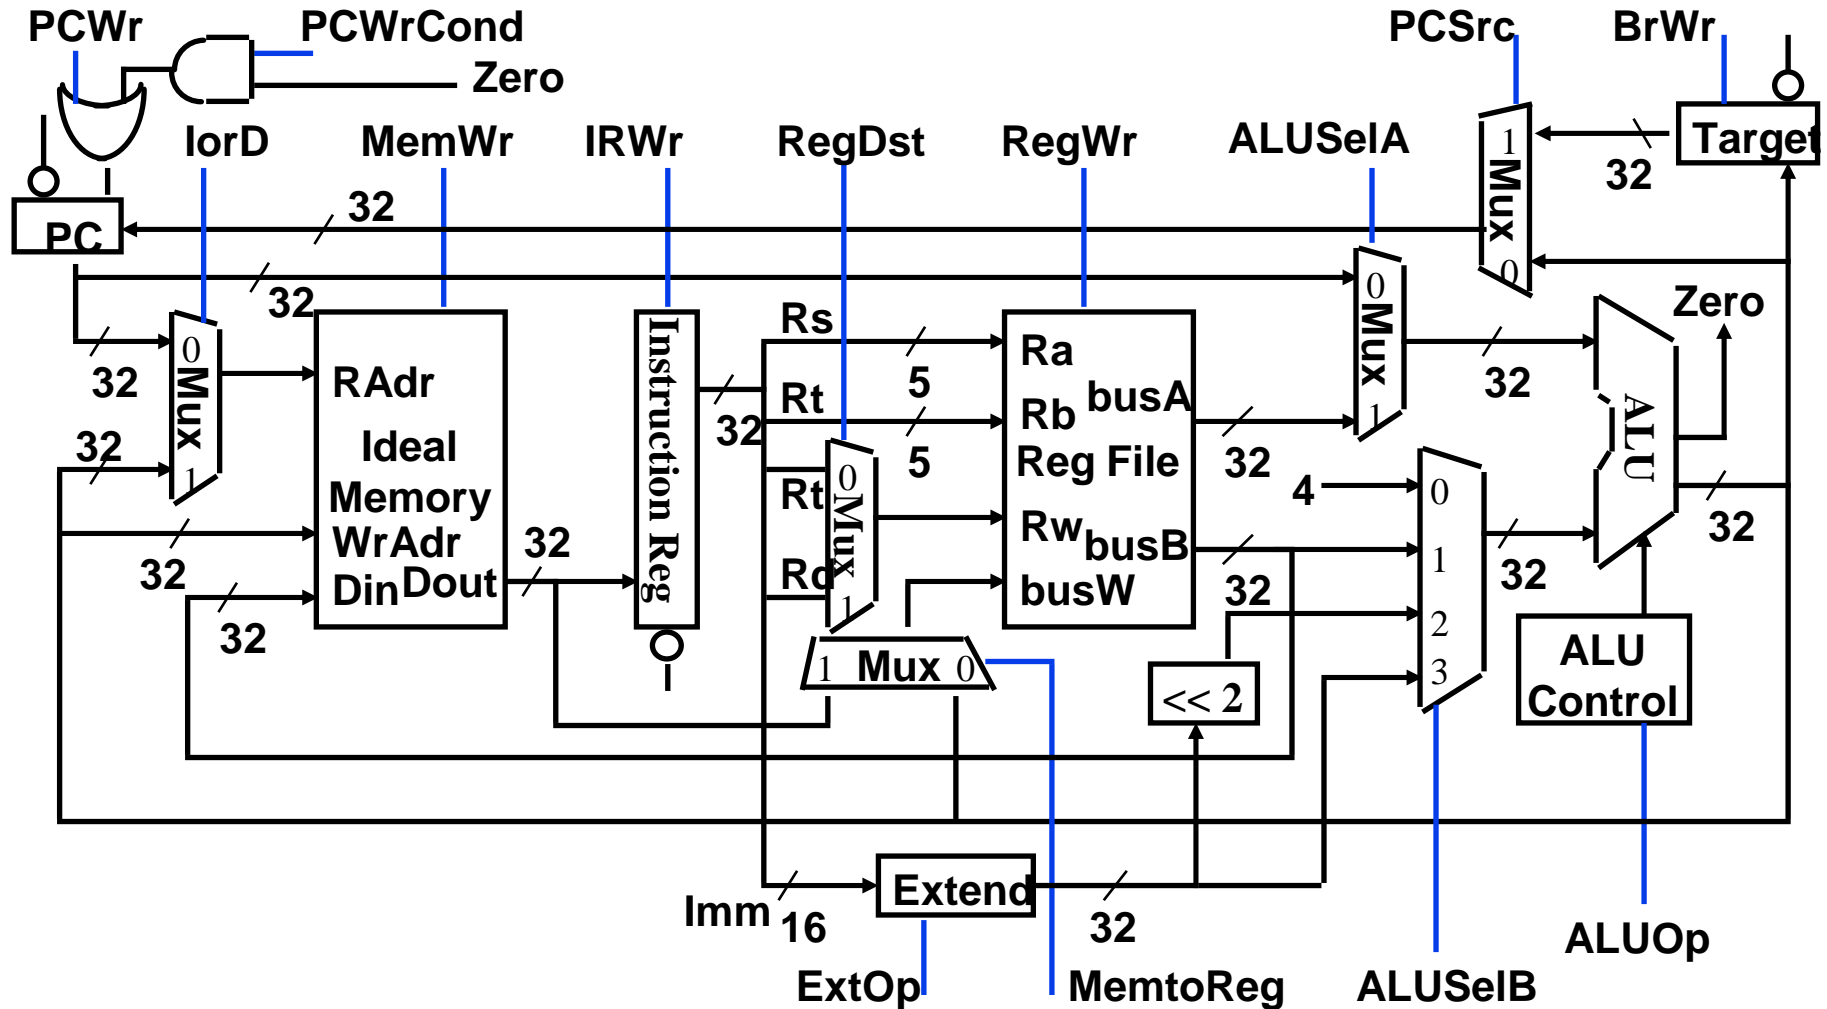 PCWr PCWrCond PCSrc BrWr
Zero
IorD MemWr IRWr RegDst RegWr ALUSelA
1 Mux 0
32 Target
32
PC
32
Rs Zero
0 Mux 1
32
RAdr
Ideal
Memory
WrAdr
Din Dout
32
32
32
32
Instruction Reg
32
32
5
Rt
5
Rt
Rd
0 Mux 1
Ra
Rb busA
Reg File
Rw busB
busW
0 Mux 1
32
32
32
4
0
1
2
3
32
ALU
32
1 Mux 0
<< 2
ALU
Control
Imm 16 Extend 32
ExtOp MemtoReg ALUSelB ALUOp